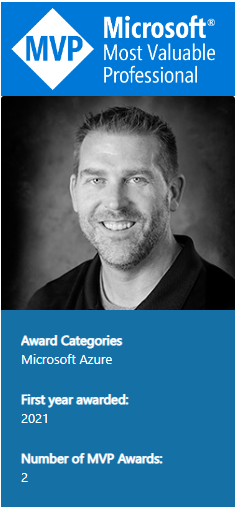 MVP
Microsoft®
Most Valuable
Professional
Award Categories
Microsoft Azure
First year awarded:
2021
Number of MVP Awards:
2